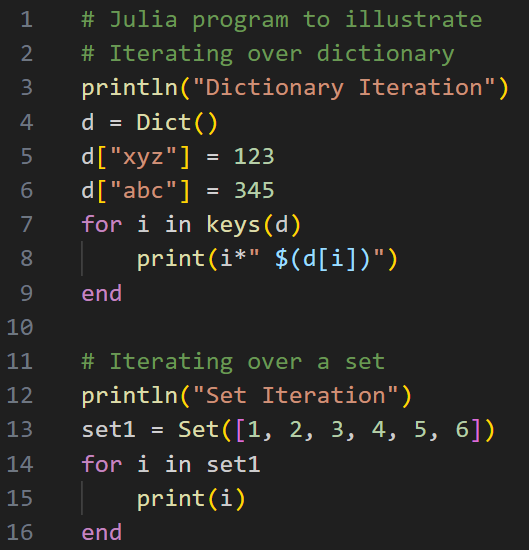 1 # Julia program to illustrate
2 # Iterating over dictionary
3 println("Dictionary Iteration")
4 d = Dict()
5 d["xyz"] = 123
6 d["abc"] = 345
7 for i in keys(d)
8     print(i*" $(d[i])")
9 end
10
11 # Iterating over a set
12 println("Set Iteration")
13 set1 = Set([1, 2, 3, 4, 5, 6])
14 for i in set1
15     print(i)
16 end